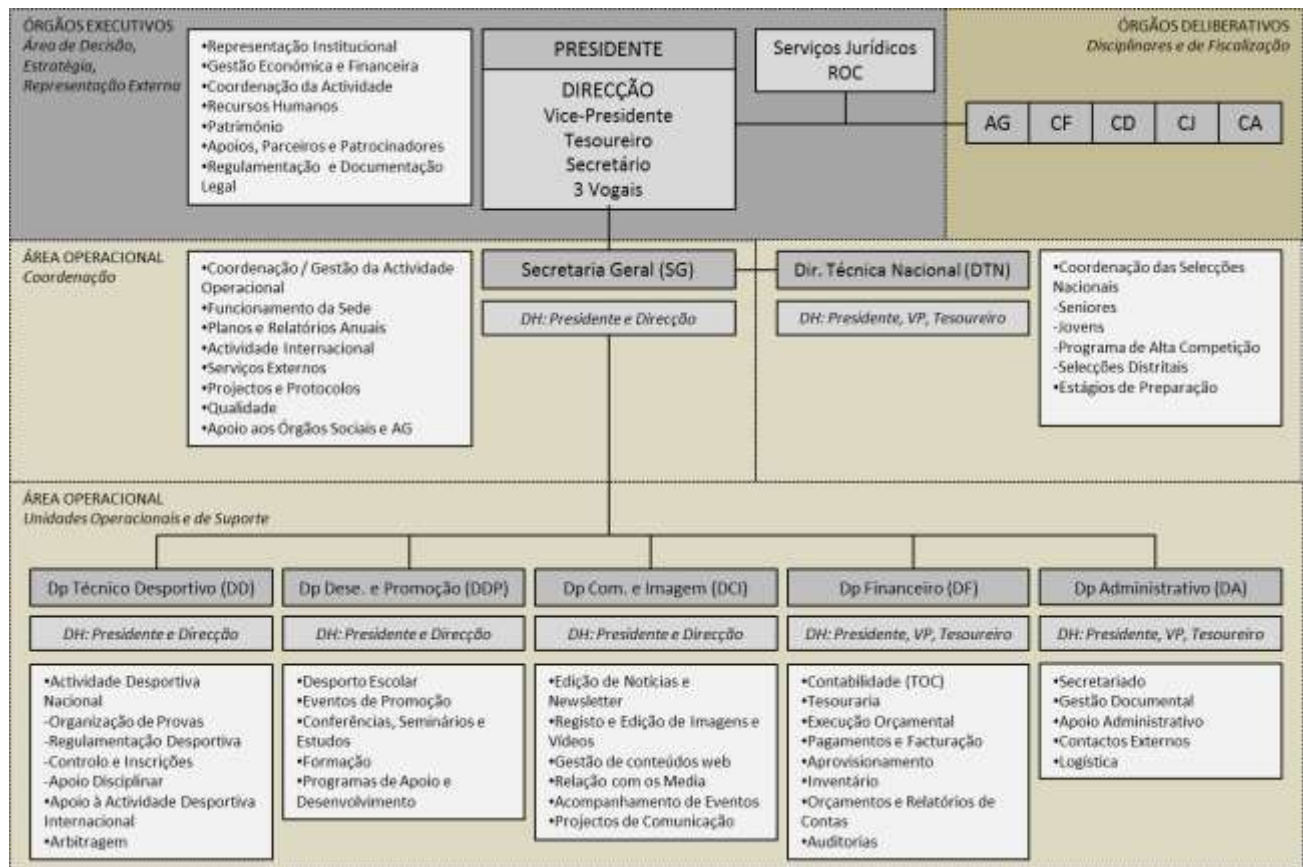 ÓRGÃOS EXECUTIVOS
Área de Decisão,
Estratégia,
Representação Externa
•Representação Institucional
•Gestão Económica e Financeira
•Coordenação da Actividade
•Recursos Humanos
•Património
•Apoios, Parceiros e Patrocinadores
•Regulamentação e Documentação
Legal
PRESIDENTE
DIRECÇÃO
Vice-Presidente
Tesoureiro
Secretário
3 Vogais
Serviços Jurídicos
ROC
ÓRGÃOS DELIBERATIVOS
Disciplinares e de Fiscalização
AG CF CD CJ CA
ÁREA OPERACIONAL
Coordenação
•Coordenação / Gestão da Actividade
Operacional
•Funcionamento da Sede
•Planos e Relatórios Anuais
•Actividade Internacional
•Serviços Externos
•Projectos e Protocolos
•Qualidade
•Apoio aos Órgãos Sociais e AG
Secretaria Geral (SG)
DH: Presidente e Direcção
Dir. Técnica Nacional (DTN)
DH: Presidente, VP, Tesoureiro
•Coordenação das Selecções
Nacionais
-Seniores
-Jovens
-Programa de Alta Competição
-Selecções Distritais
•Estágios de Preparação
ÁREA OPERACIONAL
Unidades Operacionais e de Suporte
Dp Técnico Desportivo (DD)
DH: Presidente e Direcção
•Actividade Desportiva
Nacional
-Organização de Provas
-Regulamentação Desportiva
-Controlo e Inscrições
-Apoio Disciplinar
•Apoio à Actividade Desportiva
Internacional
•Arbitragem
Dp Dese. e Promoção (DDP)
DH: Presidente e Direcção
•Desporto Escolar
•Eventos de Promoção
•Conferências, Seminários e
Estudos
•Formação
•Programas de Apoio e
Desenvolvimento
Dp Com. e Imagem (DCI)
DH: Presidente e Direcção
•Edição de Notícias e
Newsletter
•Registo e Edição de Imagens e
Vídeos
•Gestão de conteúdos web
•Relação com os Media
•Acompanhamento de Eventos
•Projectos de Comunicação
Dp Financeiro (DF)
DH: Presidente, VP, Tesoureiro
•Contabilidade (TOC)
•Tesouraria
•Execução Orçamental
•Pagamentos e Facturação
•Aprovisionamento
•Inventário
•Orçamentos e Relatórios de
Contas
•Auditorias
Dp Administrativo (DA)
DH: Presidente, VP, Tesoureiro
•Secretariado
•Gestão Documental
•Apoio Administrativo
•Contactos Externos
•Logística